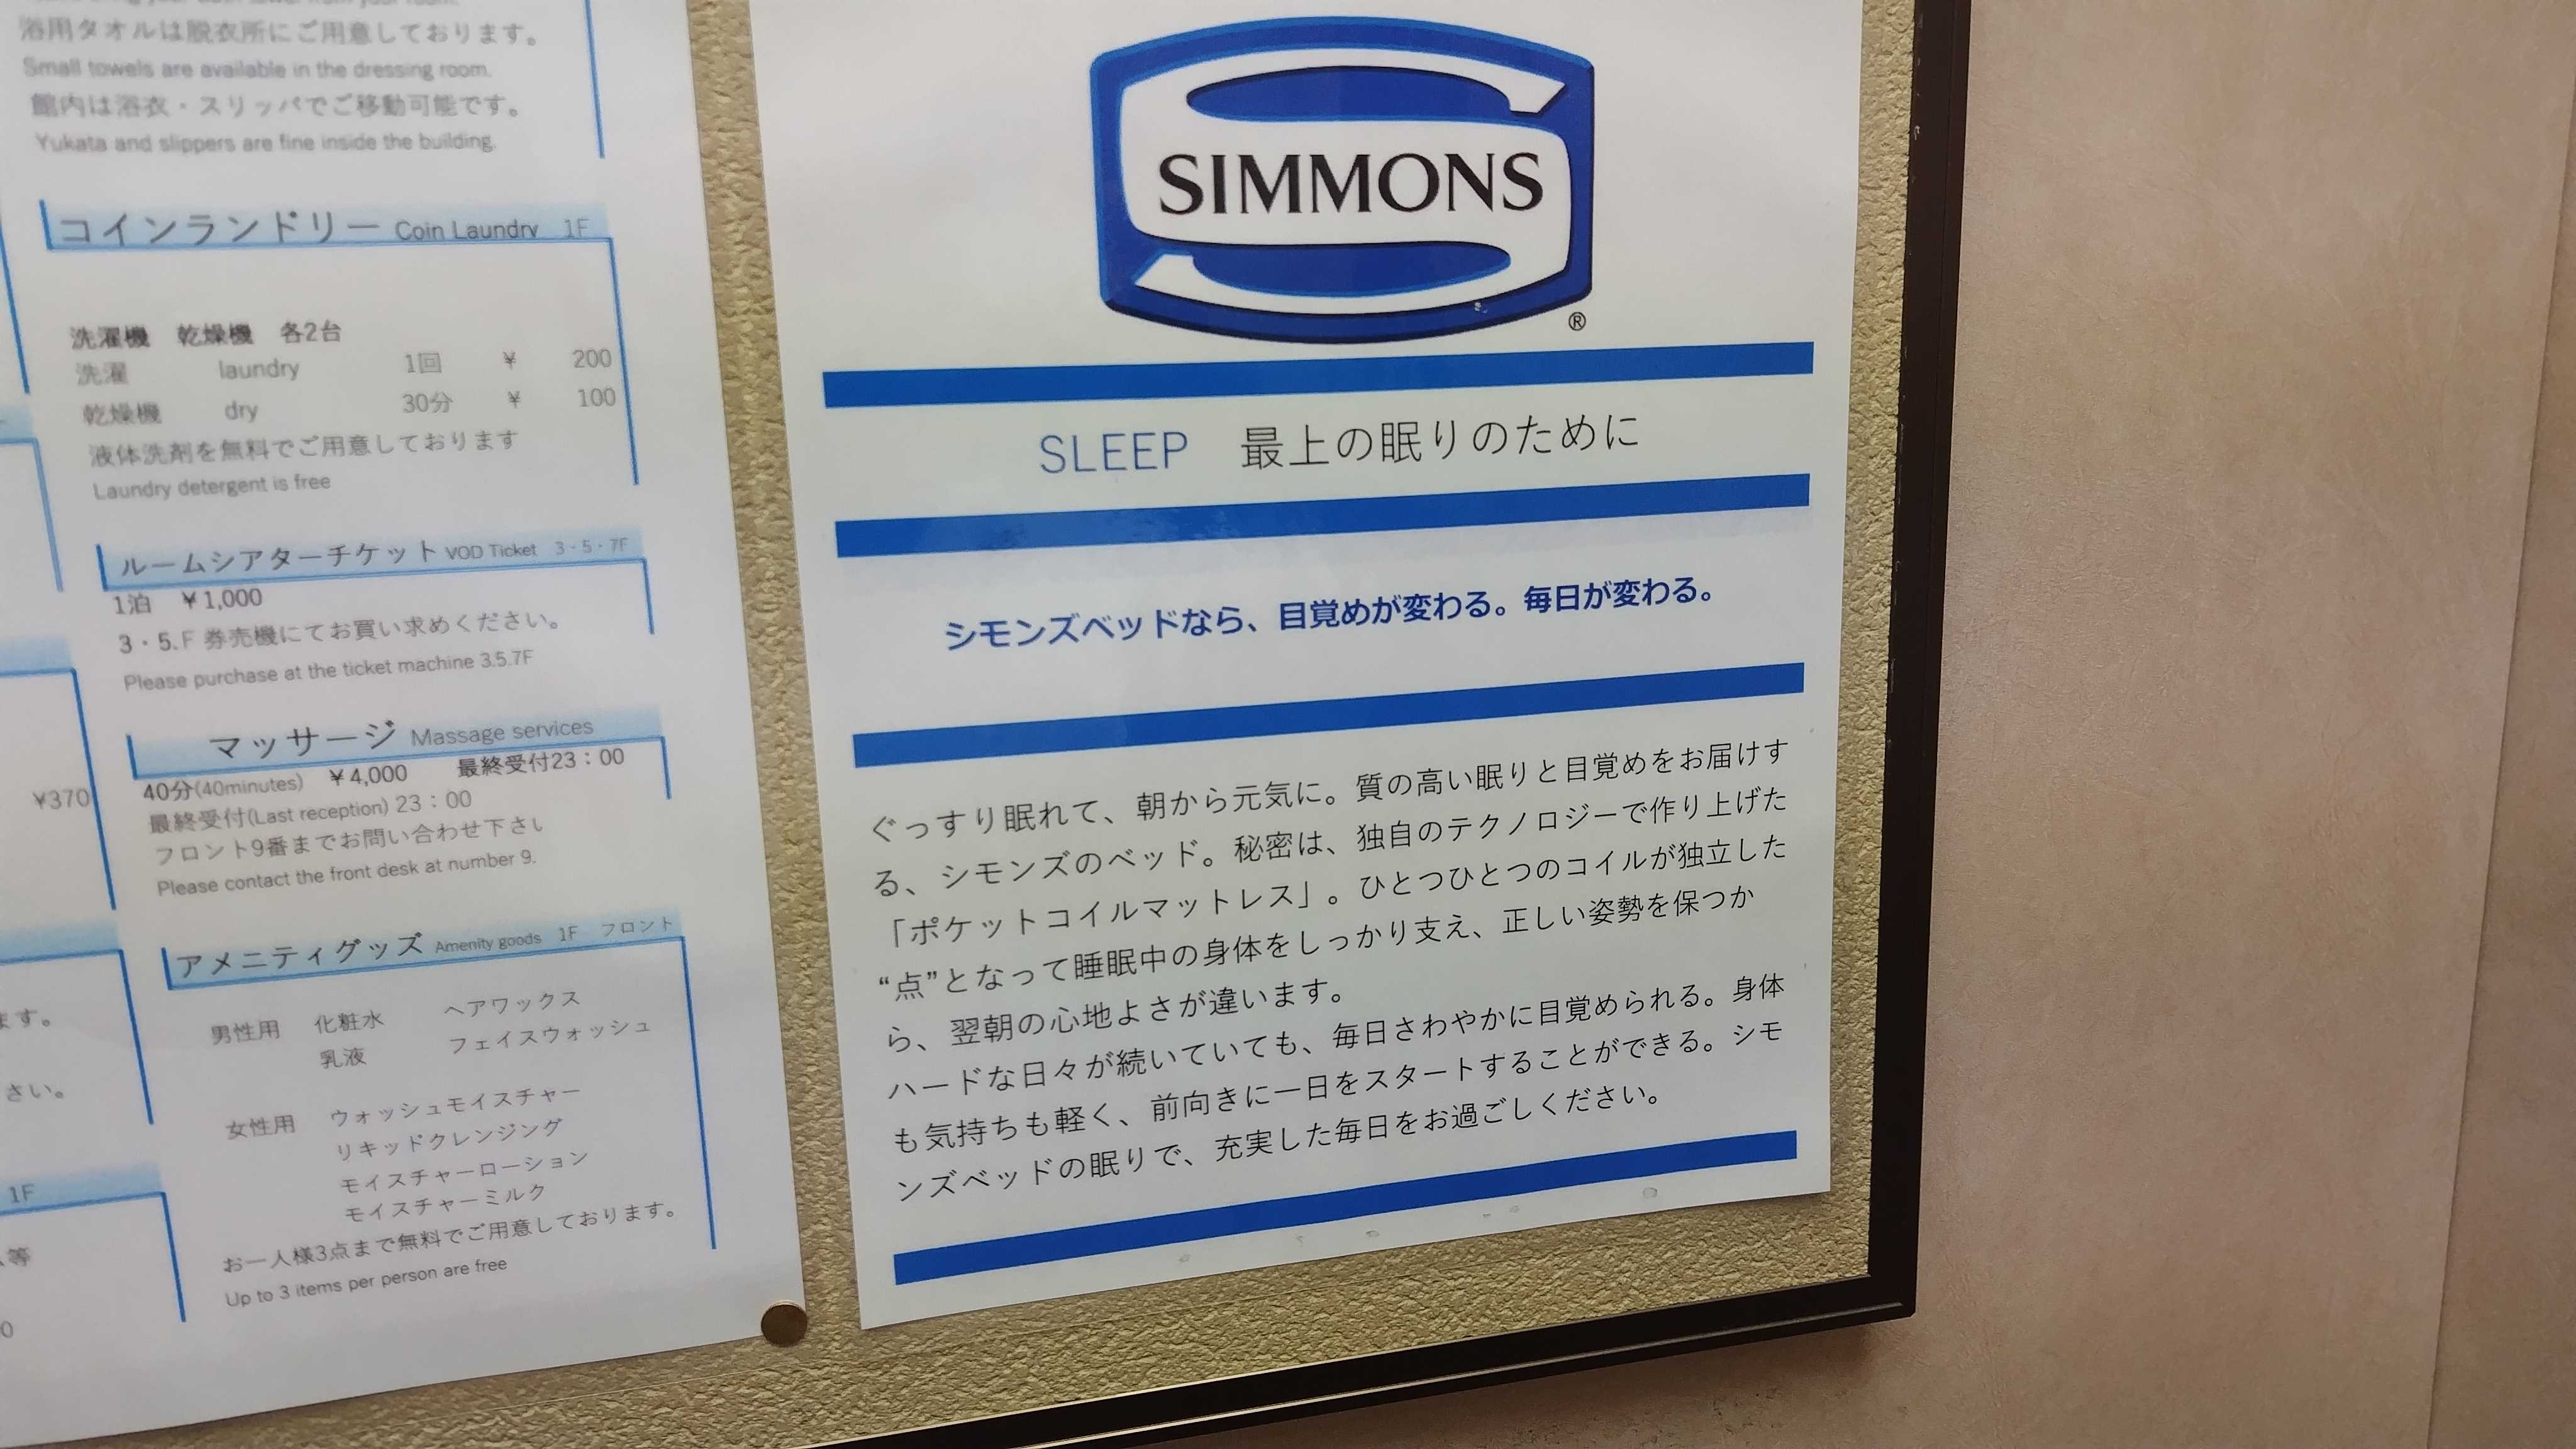 浴用タオルは脱衣所にご用意しております。
Small towels are available in the dressing room.
館内は浴衣・スリッパでご移動可能です。
Yukata and slippers are fine inside the building.
コインランドリー Coin Laundry 1F
洗濯機 乾燥機 各2台
洗濯 laundry 1回 ¥ 200
乾燥機 dry 30分 ¥ 100
液体洗剤を無料でご用意しております
Laundry detergent is free
ルームシアターチケット VOD Ticket 3・5・7F
1泊 ¥1,000
3・5.F 券売機にてお買い求めください。
Please purchase at the ticket machine 3.5.7F
マッサージ Massage services
40分(40minutes) ¥4,000 最終受付23：00
最終受付(Last reception) 23：00
フロント9番までお問い合わせ下さい
Please contact the front desk at number 9.
アメニティグッズ Amenity goods 1F フロント
男性用 化粧水 ヘアワックス
乳液 フェイスウォッシュ
女性用 ウォッシュモイスチャー
リキッドクレンジング
モイスチャーローション
モイスチャーミルク
お一人様3点まで無料でご用意しております。
Up to 3 items per person are free
¥370
ます。
さい。
1F
等
0
SIMMONS
®
SLEEP 最上の眠りのために
シモンズベッドなら、目覚めが変わる。毎日が変わる。
ぐっすり眠れて、朝から元気に。質の高い眠りと目覚めをお届けす
る、シモンズのベッド。秘密は、独自のテクノロジーで作り上げた
「ポケットコイルマットレス」。ひとつひとつのコイルが独立した
“点”となって睡眠中の身体をしっかり支え、正しい姿勢を保つか
ら、翌朝の心地よさが違います。
ハードな日々が続いていても、毎日さわやかに目覚められる。身体
も気持ちも軽く、前向きに一日をスタートすることができる。シモ
ンズベッドの眠りで、充実した毎日をお過ごしください。